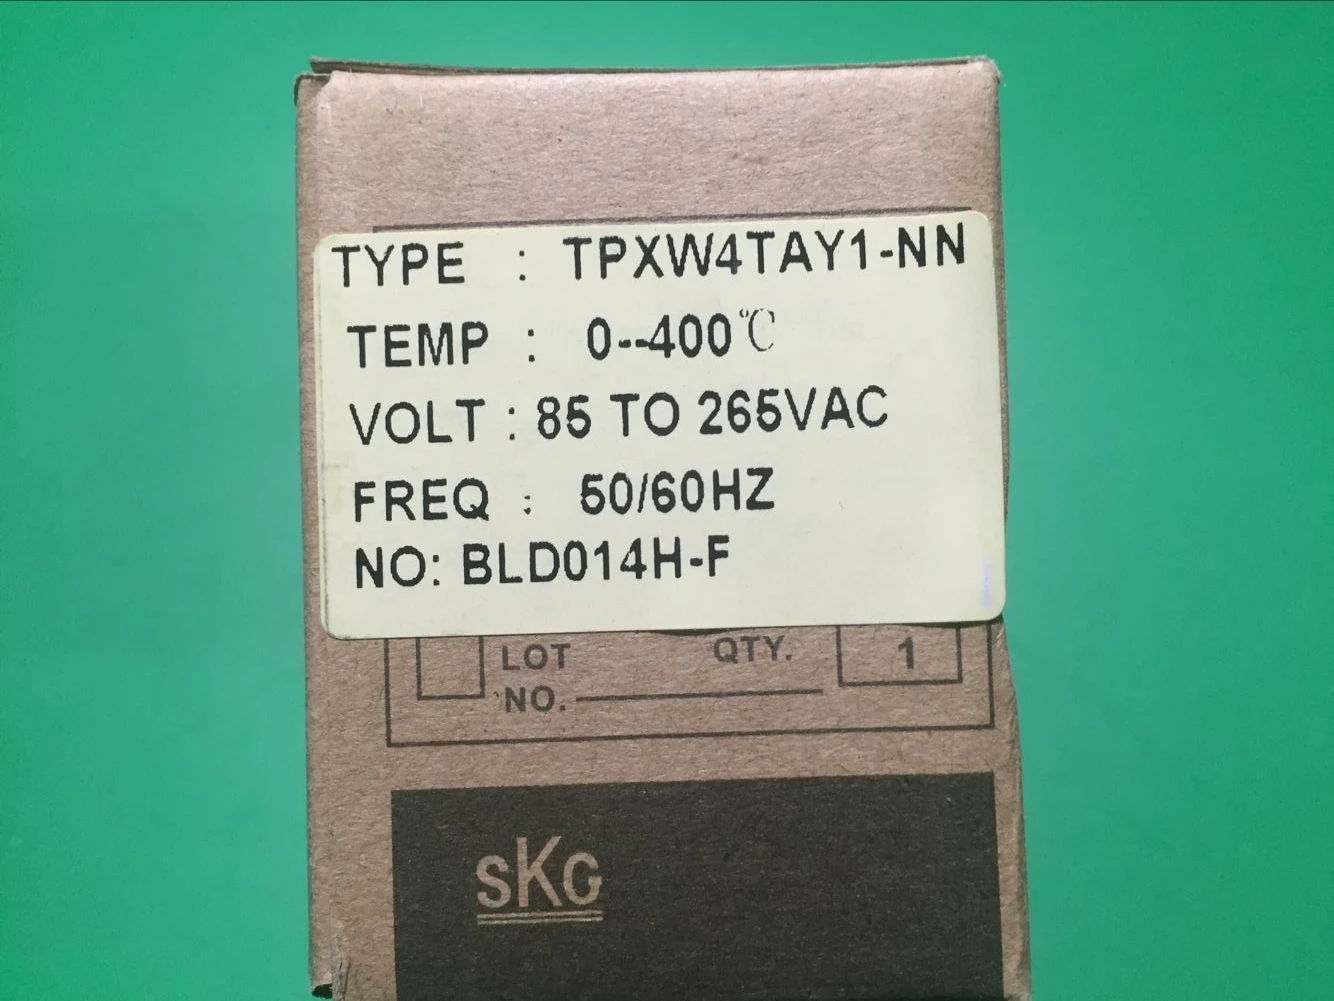 TYPE : TPXW4TAY1-NN
TEMP : 0--400℃
VOLT : 85 TO 265VAC
FREQ : 50/60HZ
NO: BLD014H-F
LOT NO.
QTY. 1
SKG